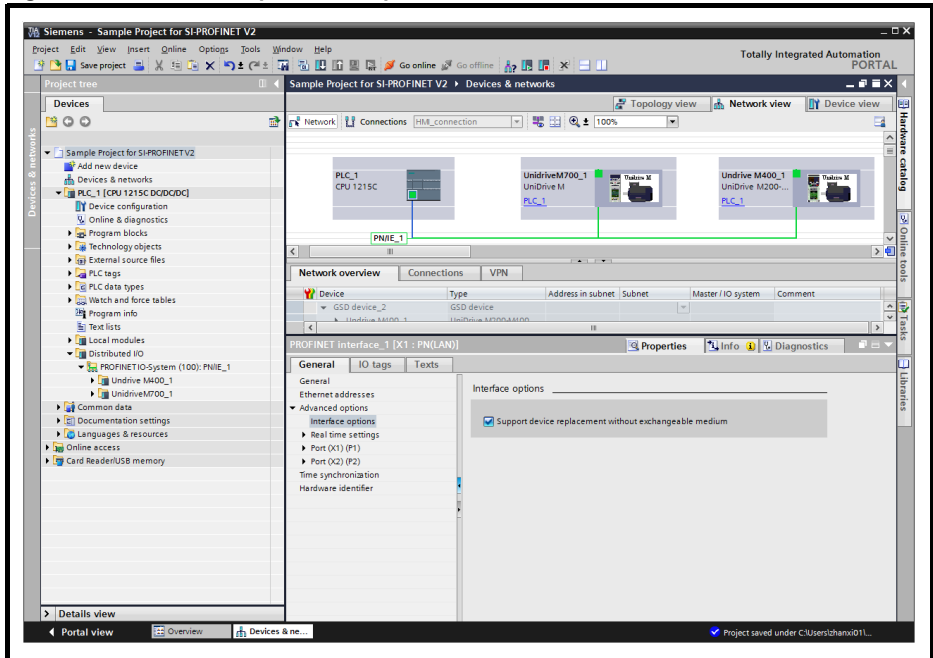 Siemens - Sample Project for SI-PROFINET V2
Project Edit View Insert Online Options Tools Window Help
Save project Go online Go offline
Totally Integrated Automation
PORTAL
Project tree
Sample Project for SI-PROFINET V2 Devices & networks
Devices
Topology view Network view Device view
Network Connections HMI_connection 100%
Devices & networks
Sample Project for SI-PROFINET V2
Add new device
Devices & networks
PLC_1 [CPU 1215C DC/DC/DC]
Device configuration
Online & diagnostics
Program blocks
Technology objects
External source files
PLC tags
PLC data types
Watch and force tables
Program info
Text lists
Local modules
Distributed I/O
PROFINET IO-System (100): PN/IE_1
Undrive M400_1
UnidriveM700_1
Common data
Documentation settings
Languages & resources
Online access
Card Reader/USB memory
Details view
PLC_1
CPU 1215C
UnidriveM700_1
UniDrive M
PLC_1
Unidrive M
Undrive M400_1
UniDrive M200-...
PLC_1
Unidrive M
PN/IE_1
Network overview Connections VPN
Device Type Address in subnet Subnet Master / IO system Comment
GSD device_2 GSD device
Undrive M400_1 UniDrive M200-M400
PROFINET interface_1 [X1 : PN(LAN)]
Properties Info Diagnostics
General IO tags Texts
General
Ethernet addresses
Advanced options
Interface options
Real time settings
Port (X1) (P1)
Port (X2) (P2)
Time synchronization
Hardware identifier
Interface options
Support device replacement without exchangeable medium
Hardware catalog
Online tools
Tasks
Libraries
Portal view Overview Devices & ne...
Project saved under C:\Users\zhanxi01\...